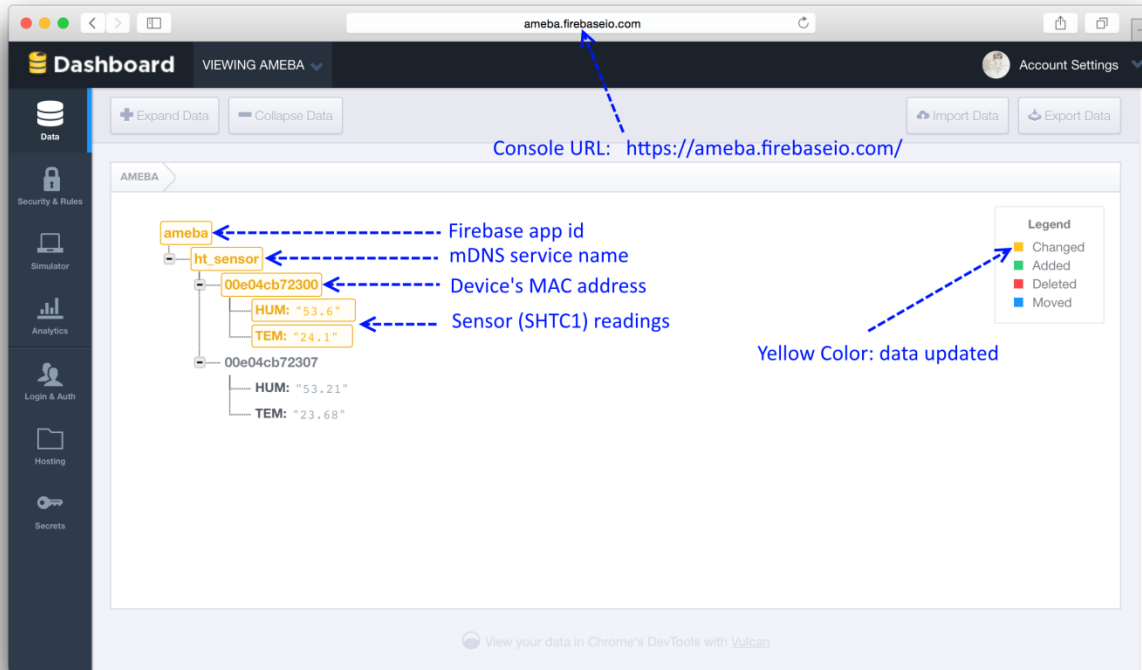 ameba.firebaseio.com
Dashboard
VIEWING AMEBA
Account Settings
Data
Expand Data
Collapse Data
Import Data
Export Data
Console URL: https://ameba.firebaseio.com/
AMEBA
Security & Rules
Simulator
Analytics
Login & Auth
Hosting
Secrets
ameba
Firebase app id
ht_sensor
mDNS service name
00e04cb72300
Device's MAC address
HUM: "53.6"
TEM: "24.1"
Sensor (SHTC1) readings
00e04cb72307
HUM: "53.21"
TEM: "23.68"
Legend
Changed
Added
Deleted
Moved
Yellow Color: data updated
View your data in Chrome's DevTools with Vulcan